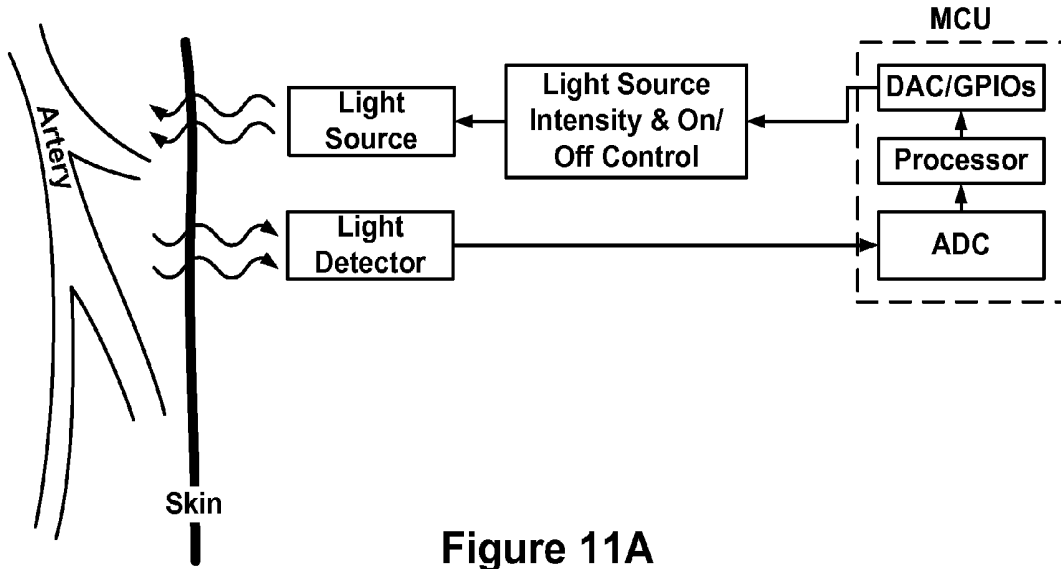 MCU
Light
Source
Light Source
Intensity & On/
Off Control
DAC/GPIOs
Processor
ADC
Light
Detector
Artery
Skin
Figure 11A